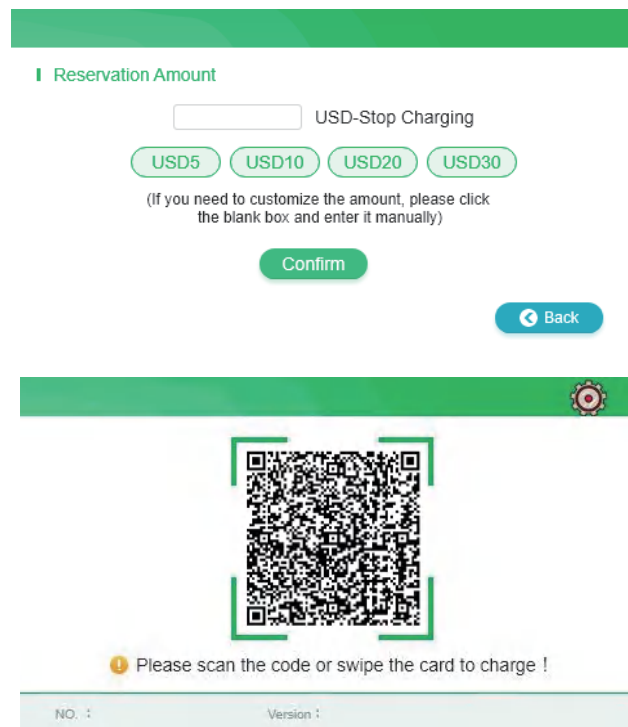 Reservation Amount
USD-Stop Charging
USD5 USD10 USD20 USD30
(If you need to customize the amount, please click
the blank box and enter it manually)
Confirm
Back
Please scan the code or swipe the card to charge！
NO.： Version：